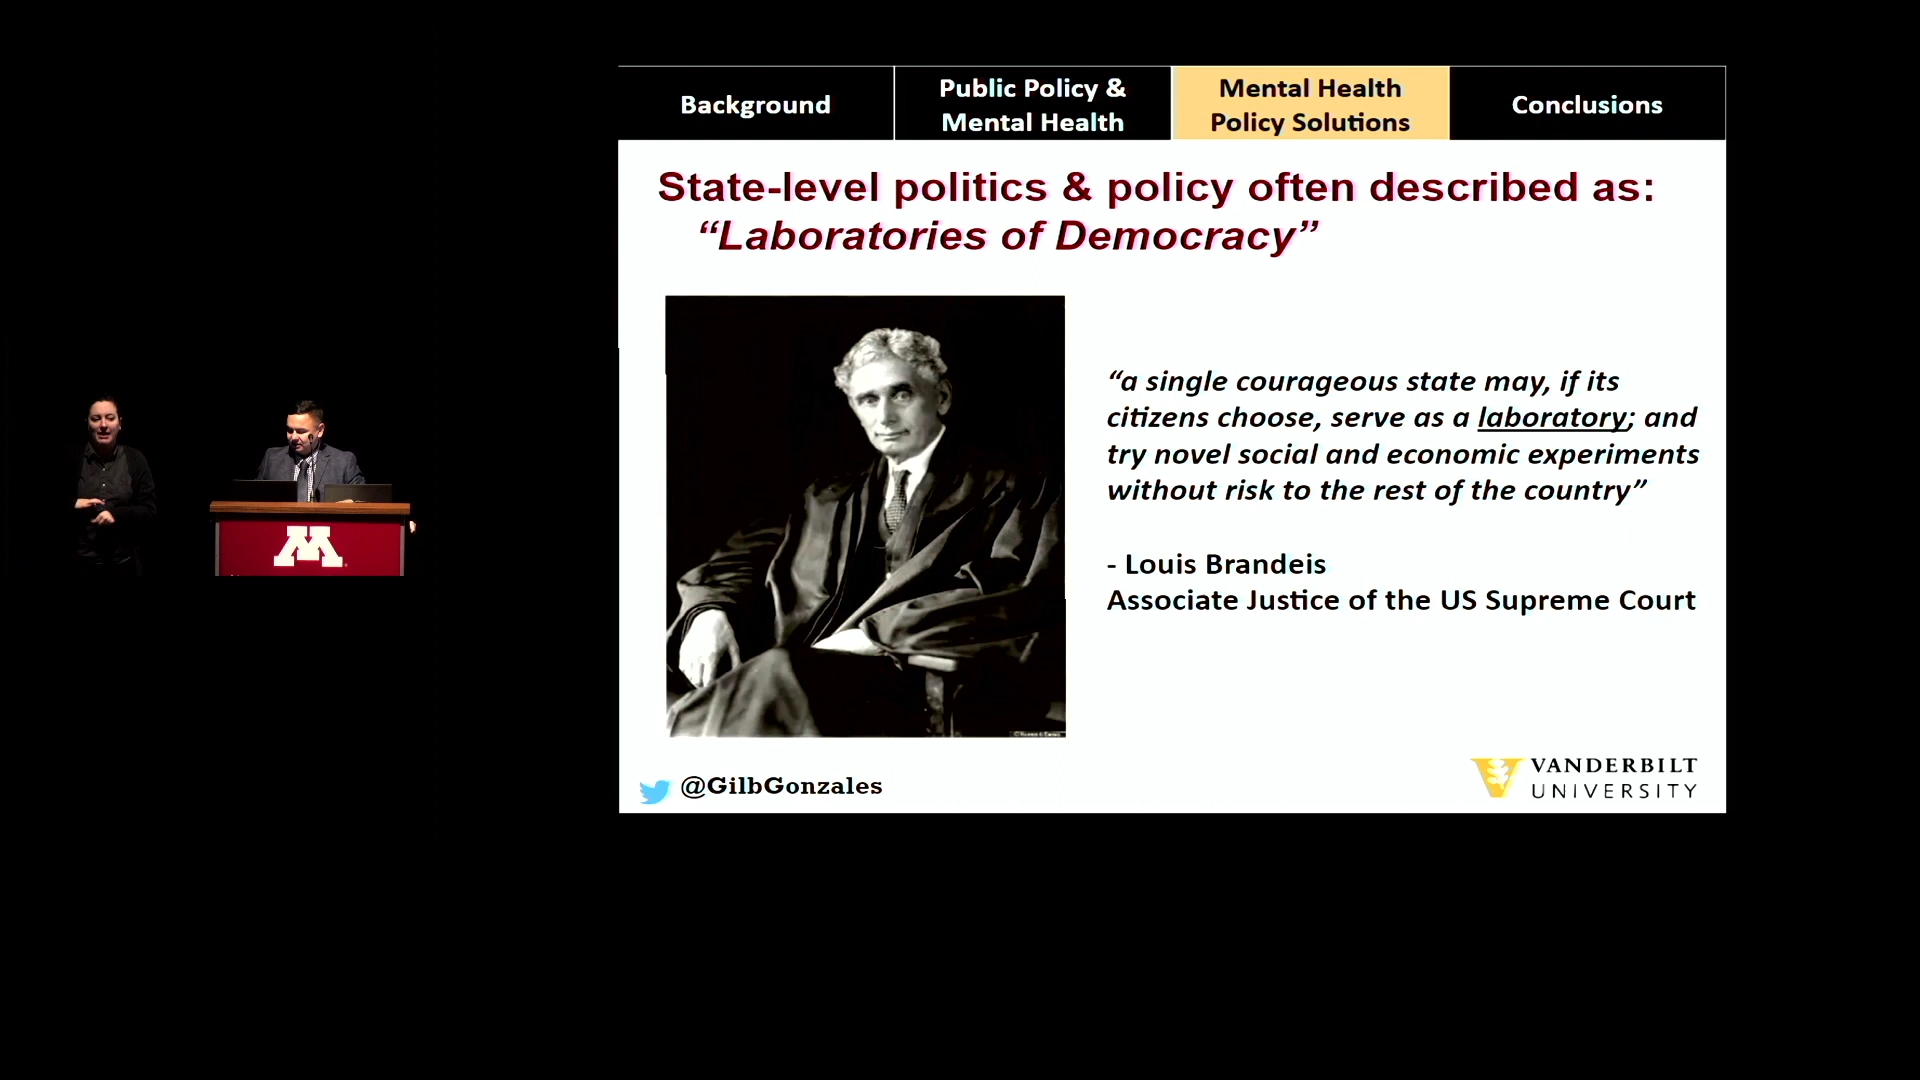 Background
Public Policy &
Mental Health
Mental Health
Policy Solutions
Conclusions
State-level politics & policy often described as:
“Laboratories of Democracy”
“a single courageous state may, if its
citizens choose, serve as a laboratory; and
try novel social and economic experiments
without risk to the rest of the country”
- Louis Brandeis
Associate Justice of the US Supreme Court
@GilbGonzales
VANDERBILT
UNIVERSITY
M